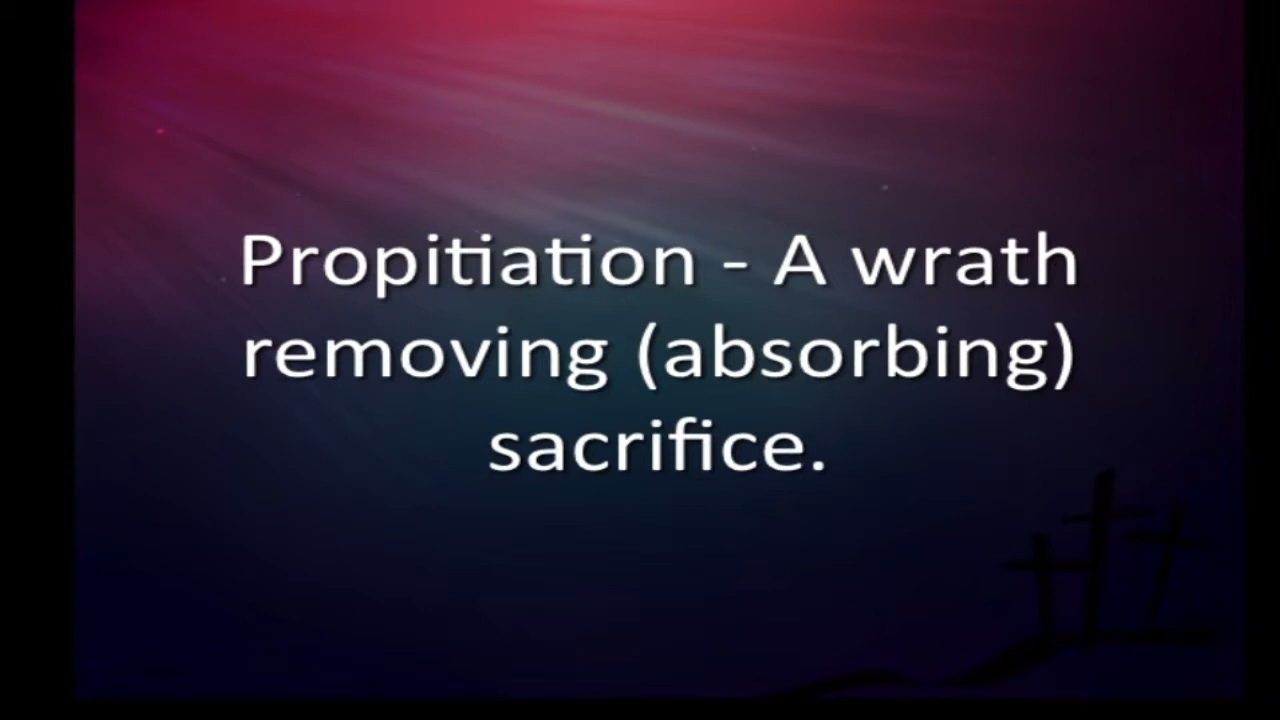 Propitiation - A wrath
removing (absorbing)
sacrifice.